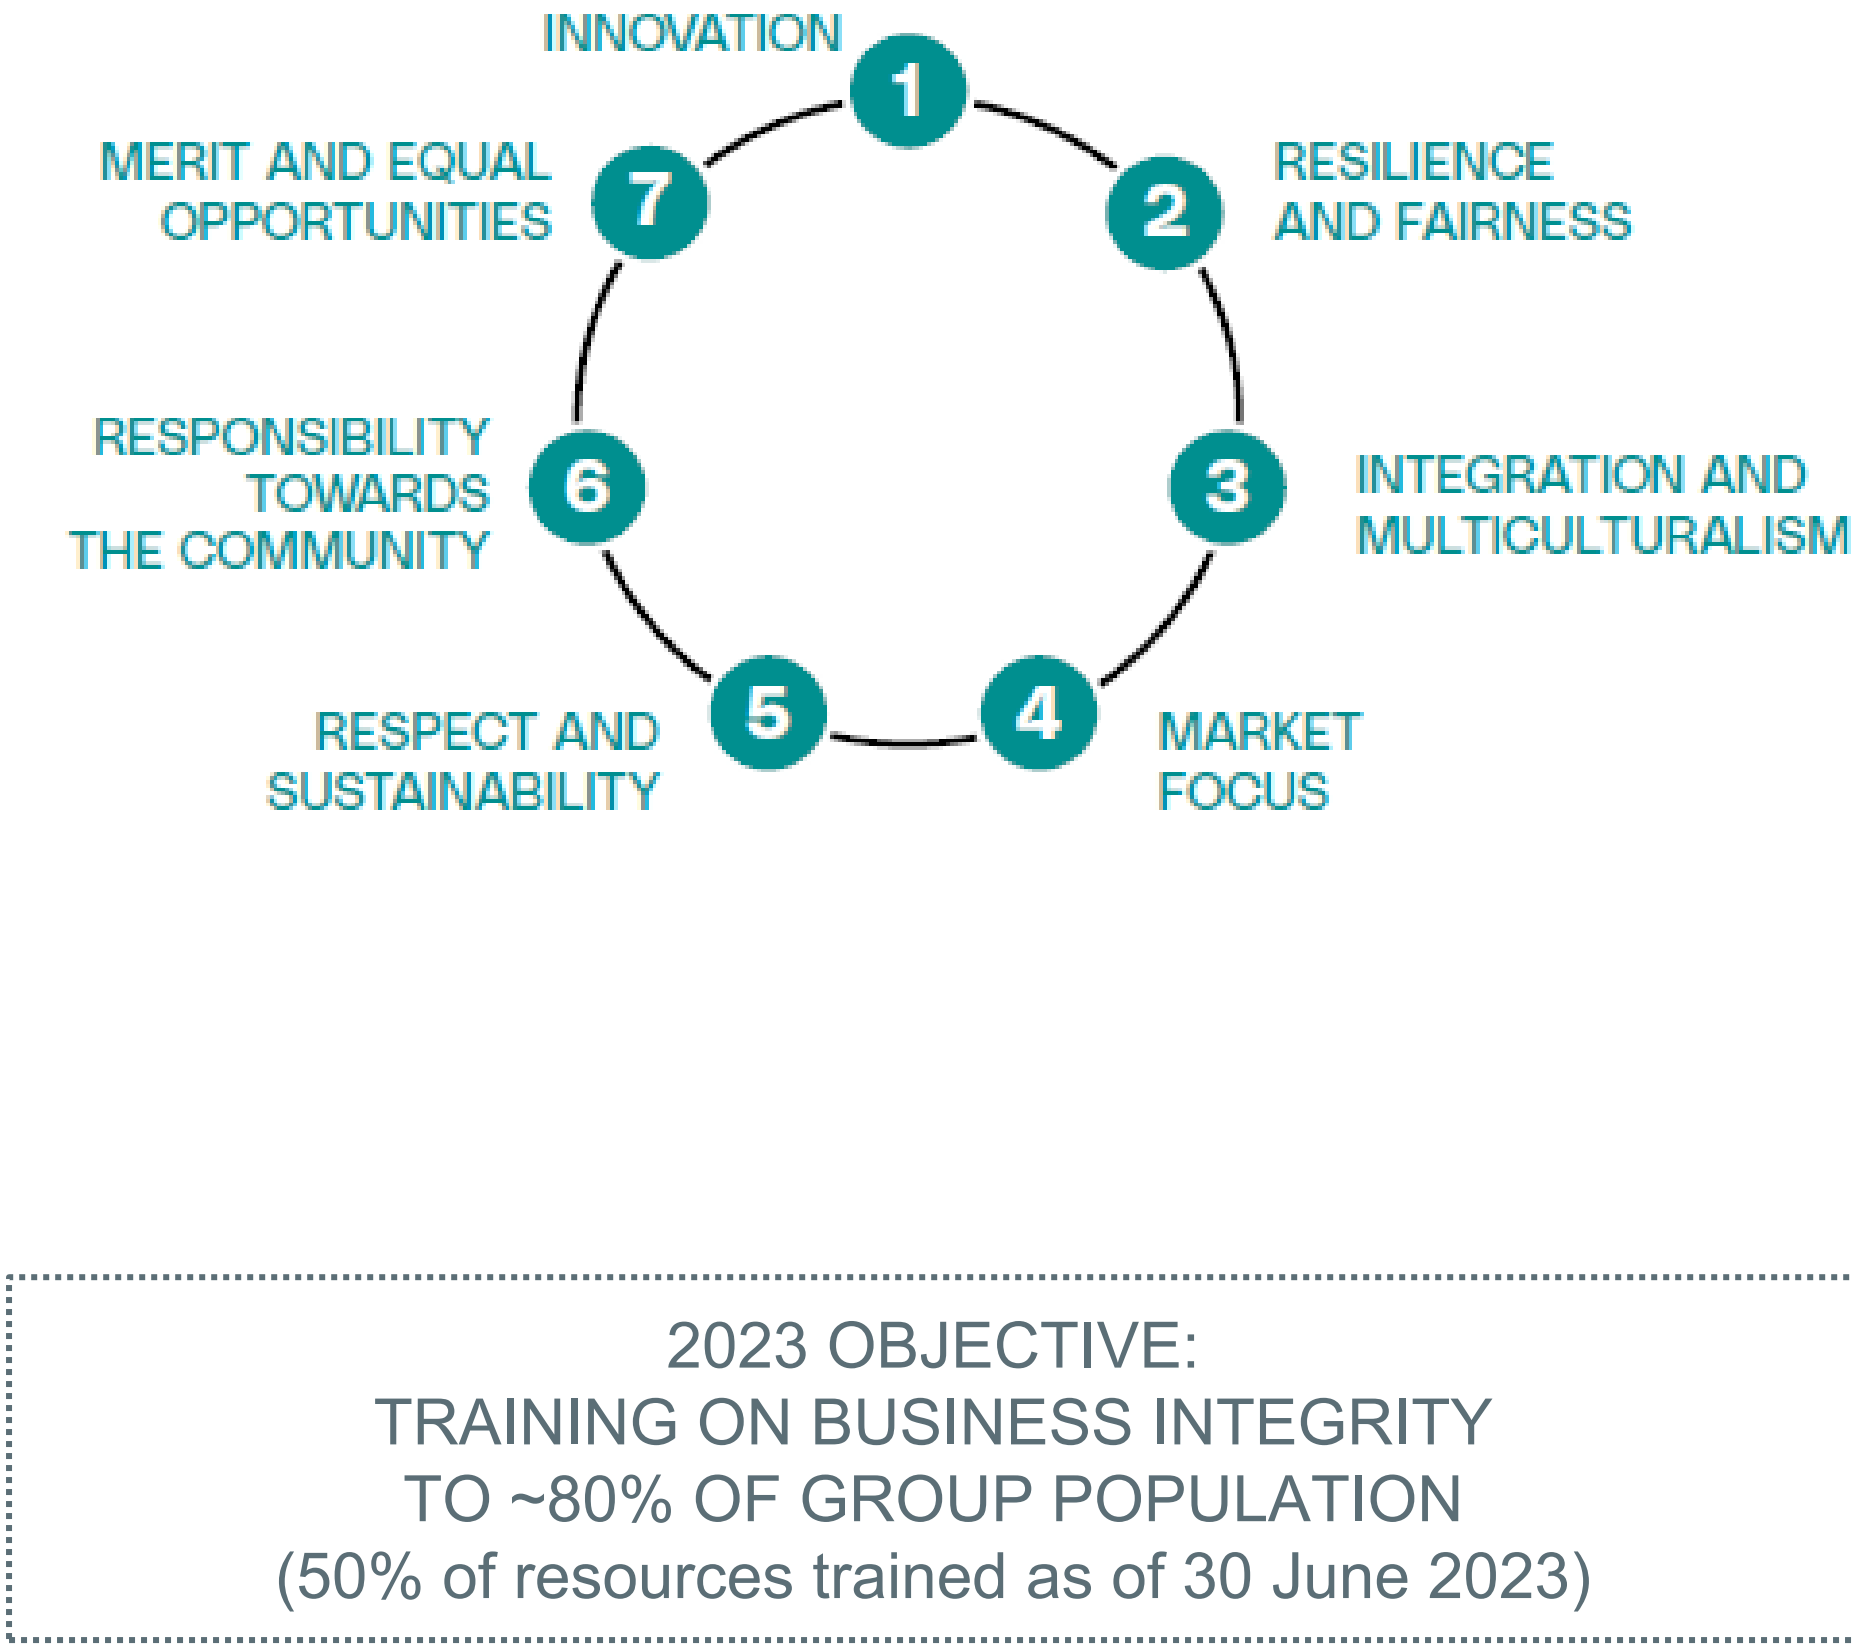 INNOVATION
1
2
RESILIENCE
AND FAIRNESS
3
INTEGRATION AND
MULTICULTURALISM
4
MARKET
FOCUS
5
RESPECT AND
SUSTAINABILITY
6
RESPONSIBILITY
TOWARDS
THE COMMUNITY
7
MERIT AND EQUAL
OPPORTUNITIES
2023 OBJECTIVE:
TRAINING ON BUSINESS INTEGRITY
TO ~80% OF GROUP POPULATION
(50% of resources trained as of 30 June 2023)